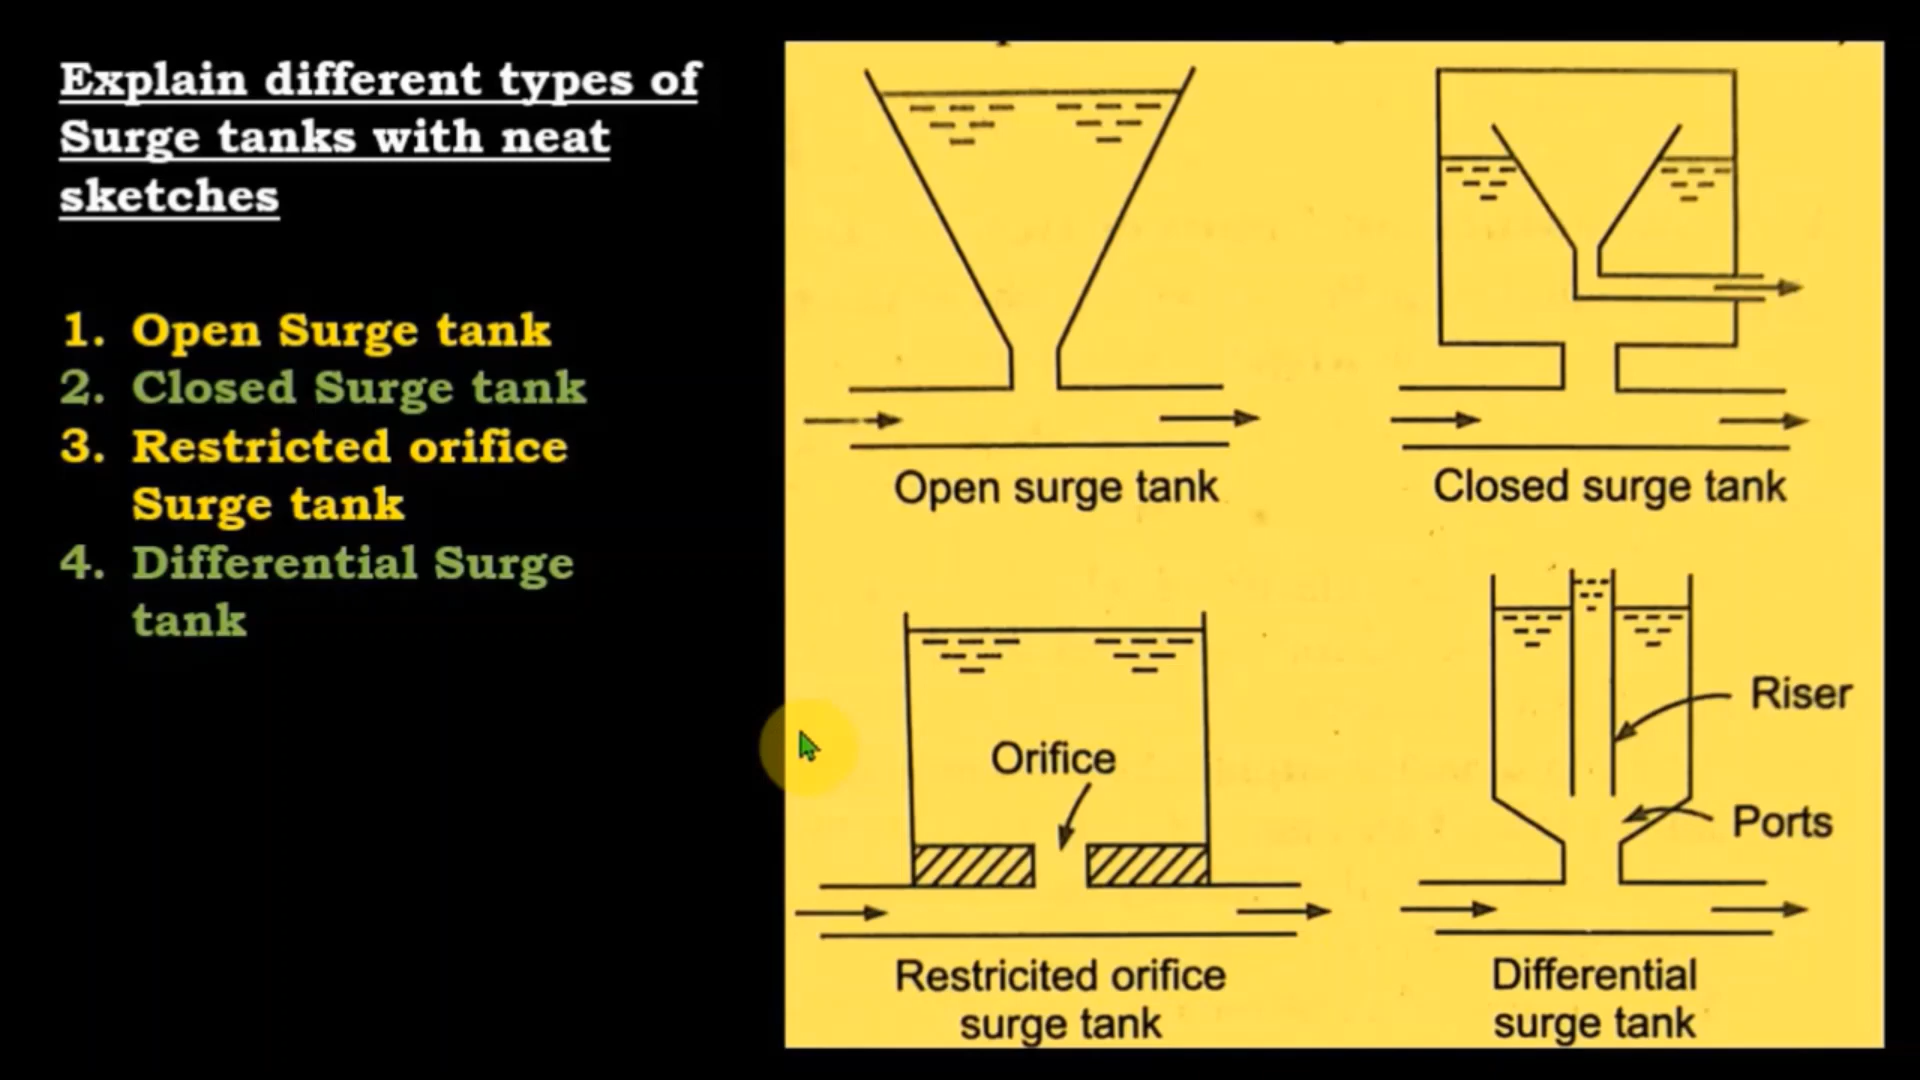 Explain different types of
Surge tanks with neat
sketches
1. Open Surge tank
2. Closed Surge tank
3. Restricted orifice
Surge tank
4. Differential Surge
tank
Open surge tank
Closed surge tank
Orifice
Restricited orifice
surge tank
Riser
Ports
Differential
surge tank